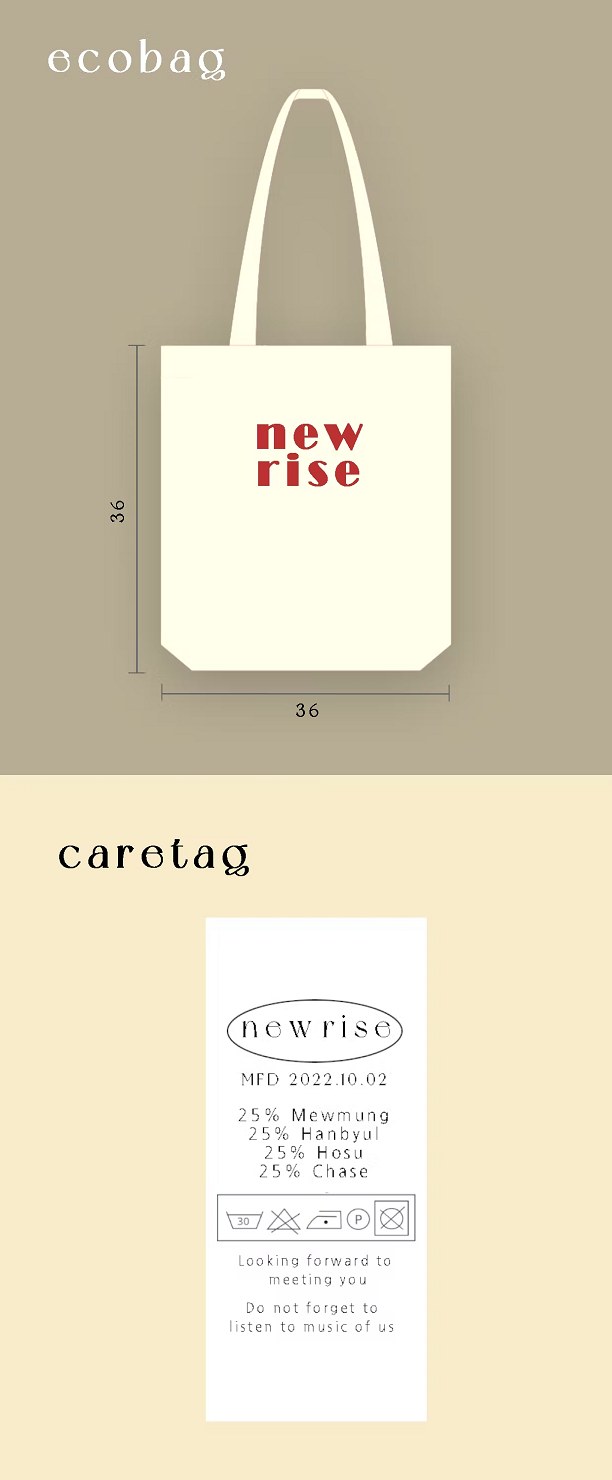 ecobag
new
rise
36
36
caretag
newrise
MFD 2022.10.02
25% Mewmung
25% Hanbyul
25% Hosu
25% Chase
30 P
Looking forward to
meeting you
Do not forget to
listen to music of us